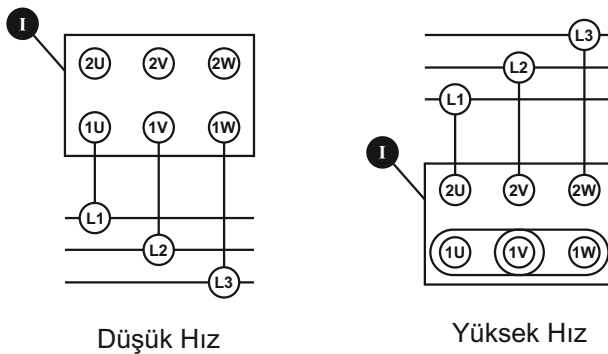 I
2U 2V 2W
1U 1V 1W
L1
L2
L3
Düşük Hız
L3
L2
L1
I
2U 2V 2W
1U 1V 1W
Yüksek Hız